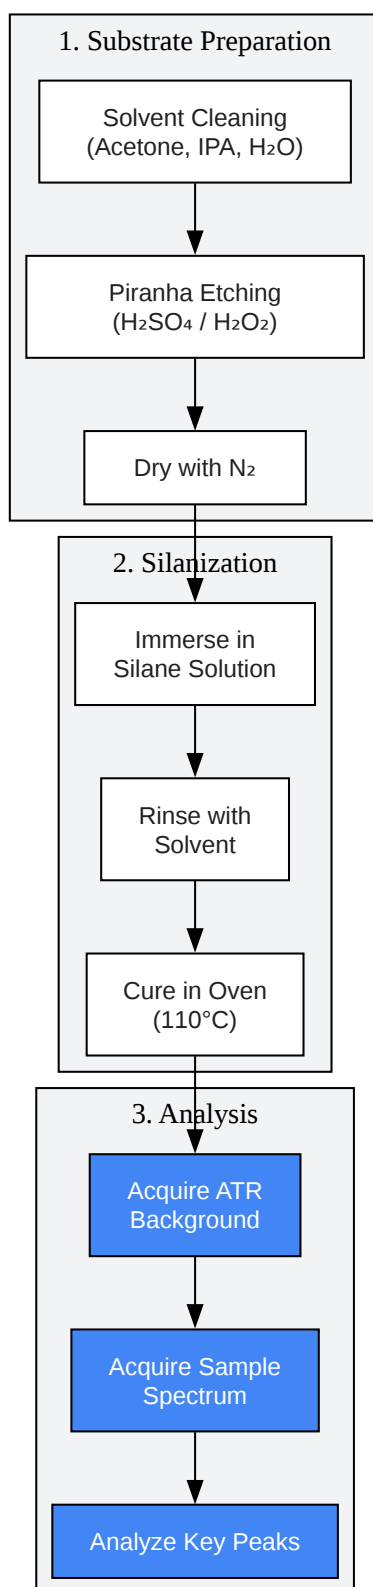 1. Substrate Preparation
Solvent Cleaning
(Acetone, IPA, H₂O)
Piranha Etching
(H₂SO₄ / H₂O₂)
Dry with N₂
2. Silanization
Immerse in
Silane Solution
Rinse with
Solvent
Cure in Oven
(110°C)
3. Analysis
Acquire ATR
Background
Acquire Sample
Spectrum
Analyze Key Peaks